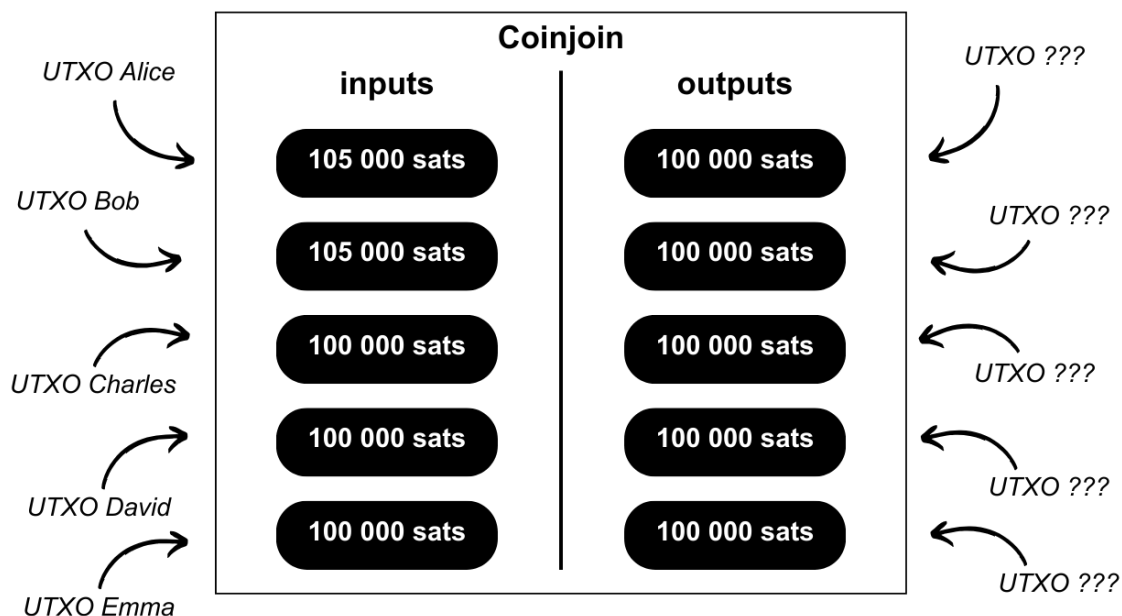 Coinjoin
inputs
outputs
UTXO Alice
105 000 sats
100 000 sats
UTXO ???
UTXO Bob
105 000 sats
100 000 sats
UTXO ???
UTXO Charles
100 000 sats
100 000 sats
UTXO ???
UTXO David
100 000 sats
100 000 sats
UTXO ???
UTXO Emma
100 000 sats
100 000 sats
UTXO ???